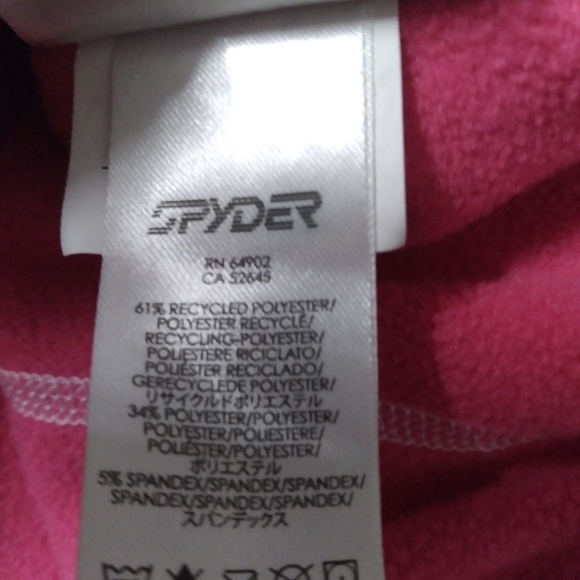 SPYDER
RN 64902
CA 52645
61% RECYCLED POLYESTER/
POLYESTER RECYCLÉ/
RECYCLING-POLYESTER/
POLIESTERE RICICLATO/
POLIÉSTER RECICLADO/
GERECYCLEDE POLYESTER/
リサイクルドポリエステル
34% POLYESTER/POLYESTER/
POLYESTER/POLIESTERE/
POLIÉSTER/POLYESTER/
ポリエステル
5% SPANDEX/SPANDEX/SPANDEX/
SPANDEX/SPANDEX/SPANDEX/
スパンデックス